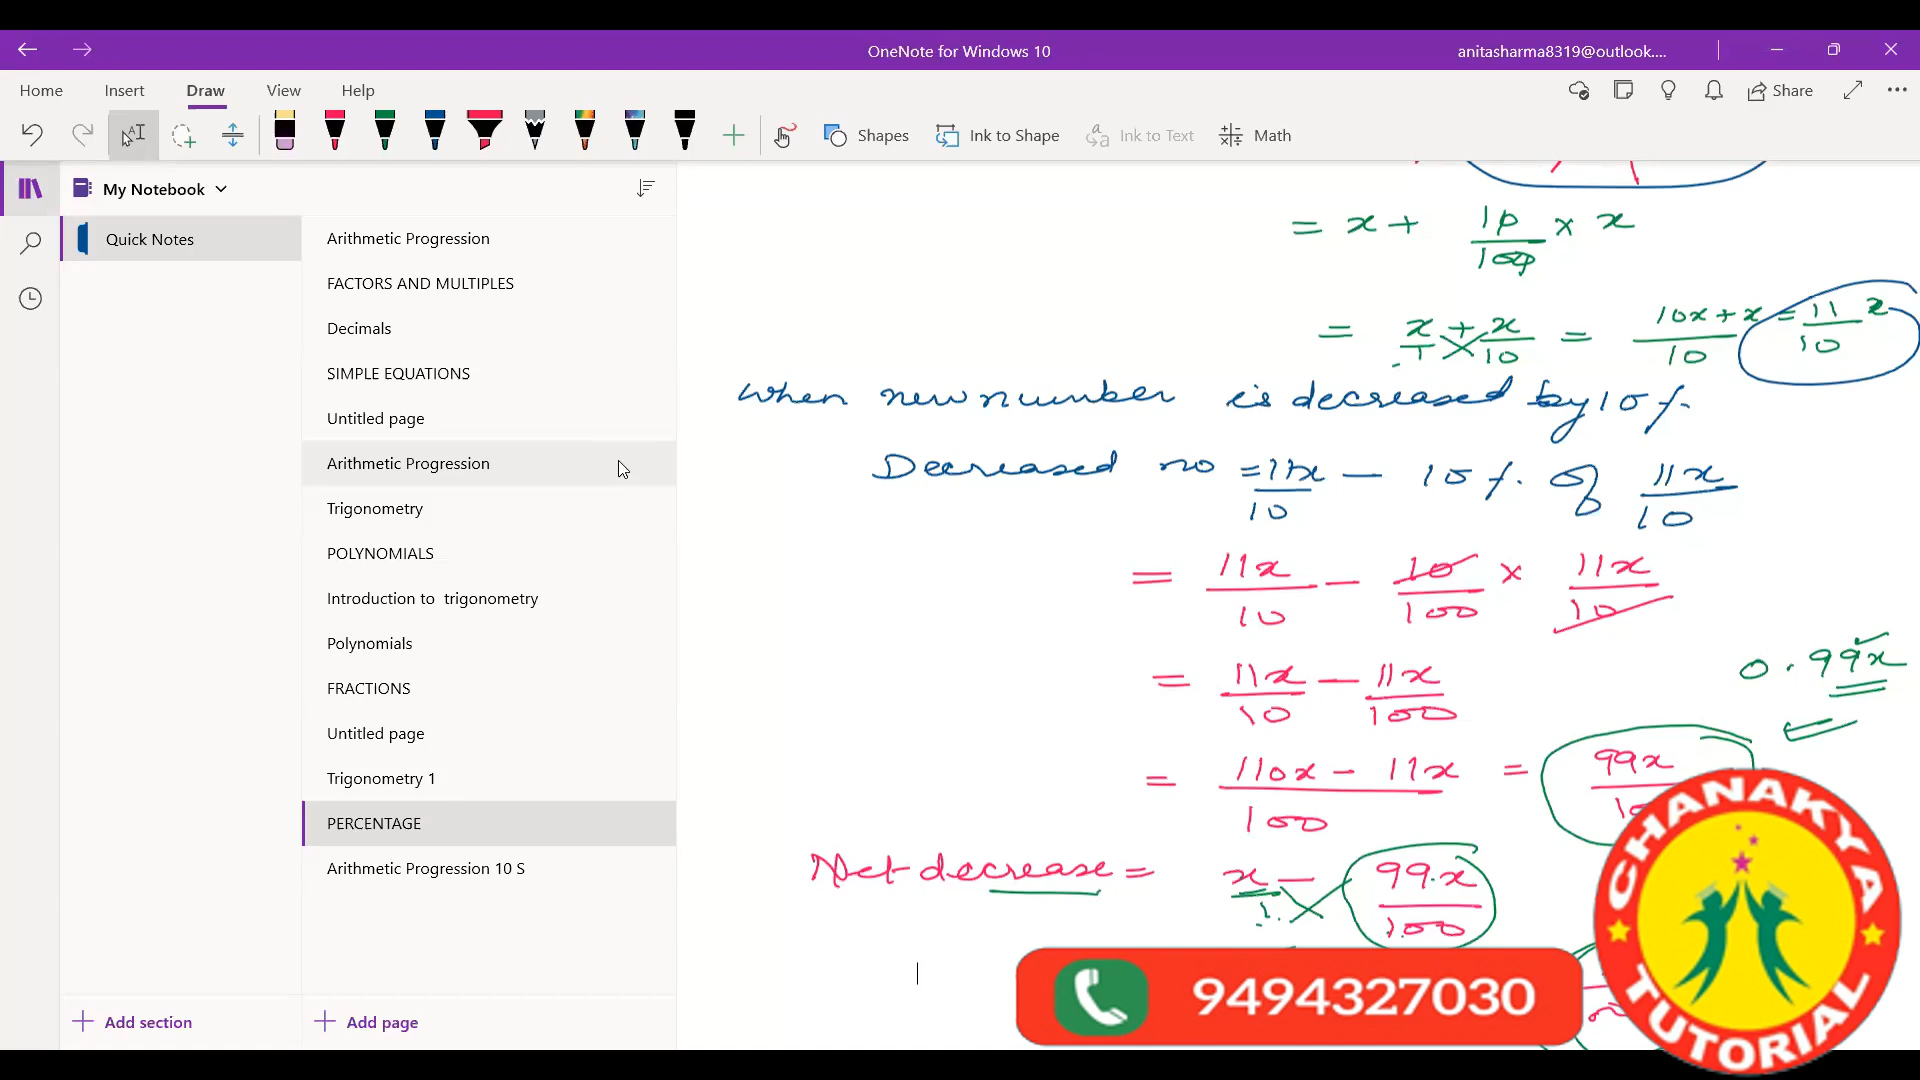 OneNote for Windows 10
anitasharma8319@outlook....
Home Insert Draw View Help
Share
Shapes Ink to Shape Ink to Text Math
My Notebook
Quick Notes
Arithmetic Progression
FACTORS AND MULTIPLES
Decimals
SIMPLE EQUATIONS
Untitled page
Arithmetic Progression
Trigonometry
POLYNOMIALS
Introduction to trigonometry
Polynomials
FRACTIONS
Untitled page
Trigonometry 1
PERCENTAGE
Arithmetic Progression 10 S
Add section
Add page
= x + 10/100 × x
= x/1 + x/10 = 10x + x/10 = 11/10 x
When new number is decreased by 10 %.
Decreased no = 11x/10 - 10 %. of 11x/10
= 11x/10 - 10/100 × 11x/10
= 11x/10 - 11x/100
0.99x
= 110x - 11x/100 = 99x
Net decrease = x/1 - 99x/100
9494327030
CHANAKYA
TUTORIAL